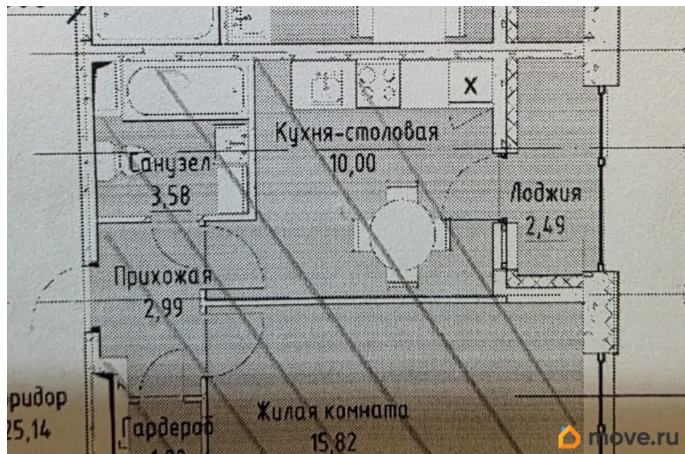 Кухня-столовая
10,00
Санузел
3,58
Лоджия
2,49
Прихожая
2,99
Жилая комната
15,82
Гардероб
25,14
X
move.ru